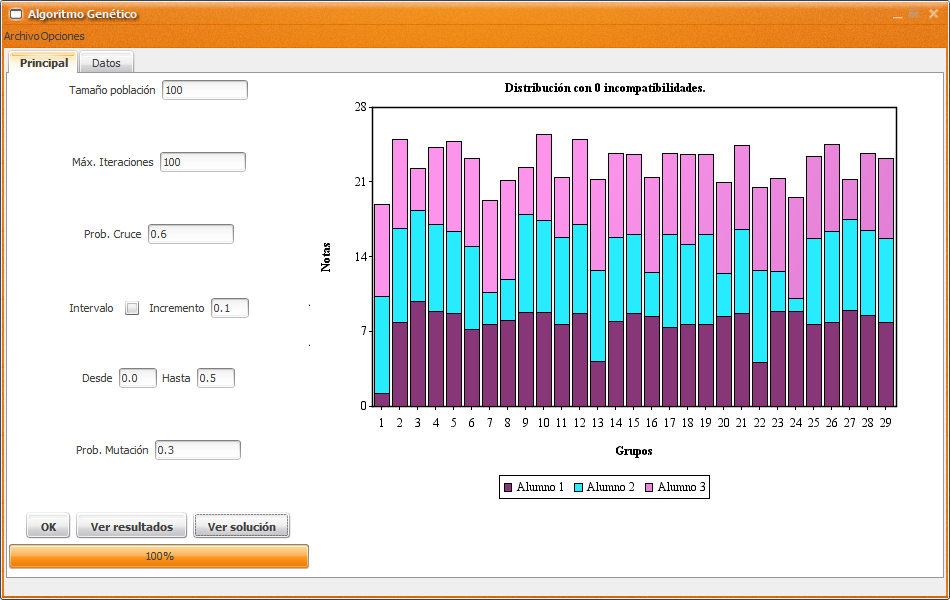 Algoritmo Genético
Archivo Opciones
Principal Datos
Tamaño población 100
Máx. Iteraciones 100
Prob. Cruce 0.6
Intervalo Incremento 0.1
Desde 0.0 Hasta 0.5
Prob. Mutación 0.3
OK Ver resultados Ver solución
100%
Distribución con 0 incompatibilidades.
28
21
14
7
0
Notas
1 2 3 4 5 6 7 8 9 10 11 12 13 14 15 16 17 18 19 20 21 22 23 24 25 26 27 28 29
Grupos
Alumno 1 Alumno 2 Alumno 3